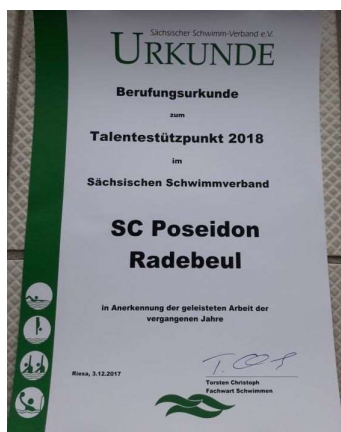 Sächsischer Schwimm-Verband e.V.
URKUNDE
Berufungsurkunde
zum
Talentestützpunkt 2018
im
Sächsischen Schwimmverband
SC Poseidon
Radebeul
in Anerkennung der geleisteten Arbeit der
vergangenen Jahre
Riesa, 3.12.2017
Torsten Christoph
Fachwart Schwimmen